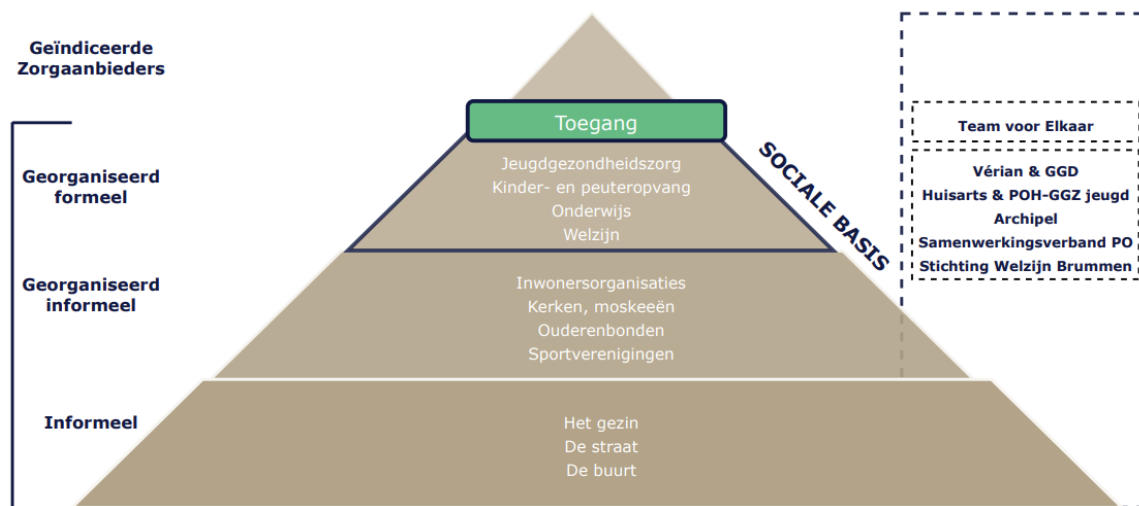 Geïndiceerde
Zorgaanbieders
Toegang
Georganiseerd
formeel
Jeugdgezondheidszorg
Kinder- en peuteropvang
Onderwijs
Welzijn
SOCIALE BASIS
Team voor Elkaar
Vérian & GGD
Huisarts & POH-GGZ jeugd
Archipel
Samenwerkingsverband PO
Stichting Welzijn Brummen
Georganiseerd
informeel
Inwonersorganisaties
Kerken, moskeeën
Ouderenbonden
Sportverenigingen
Informeel
Het gezin
De straat
De buurt